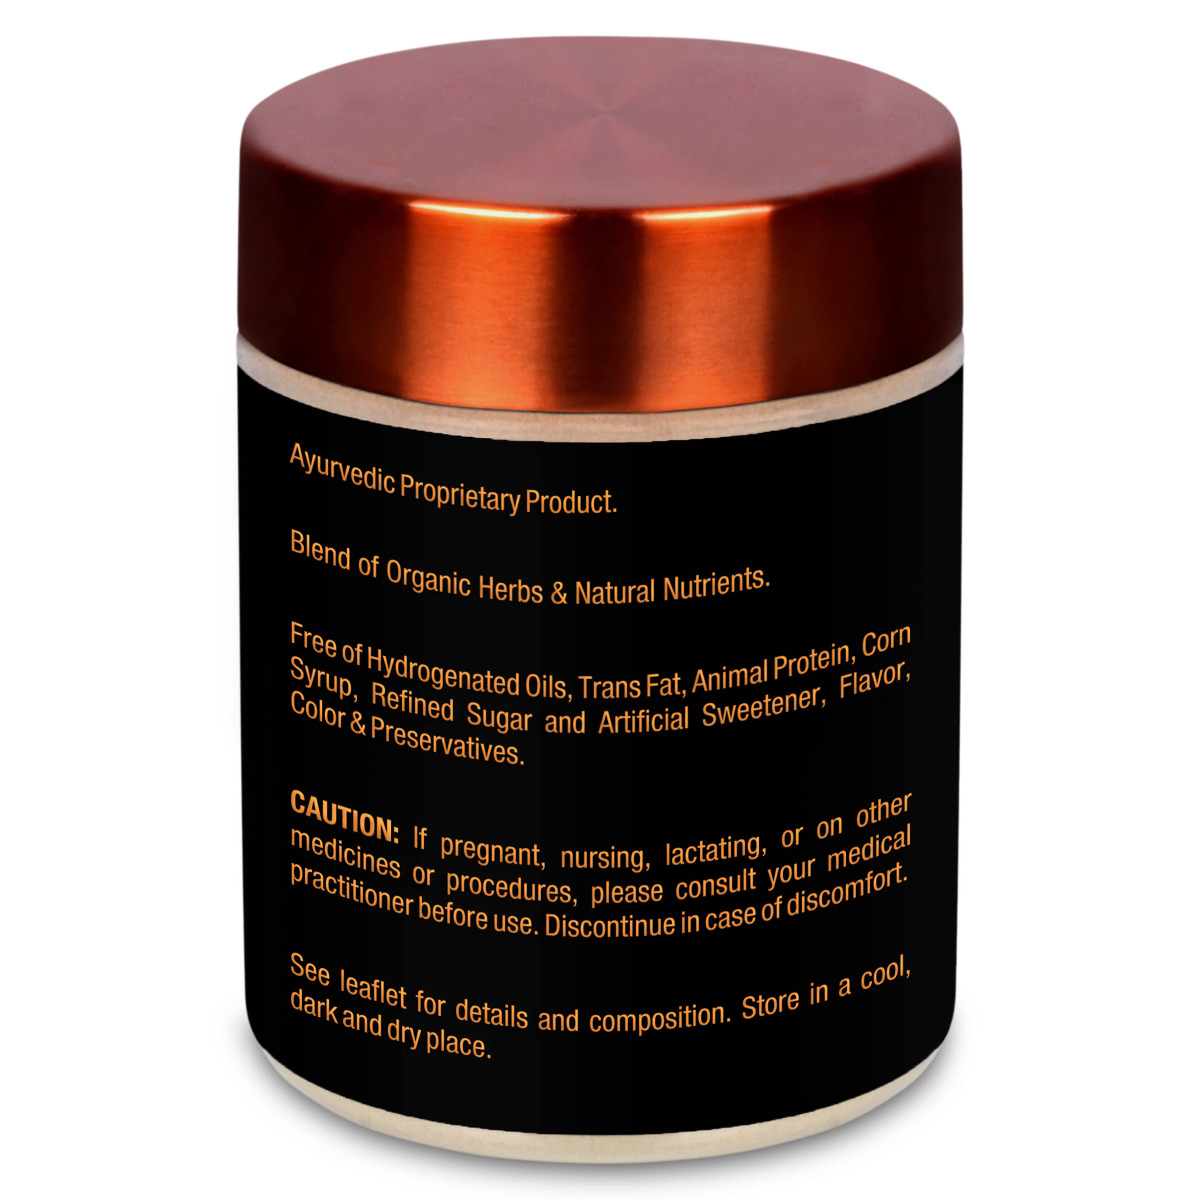 Ayurvedic Proprietary Product.
Blend of Organic Herbs & Natural Nutrients.
Free of Hydrogenated Oils, Trans Fat, Animal Protein, Corn
Syrup, Refined Sugar and Artificial Sweetener, Flavor,
Color & Preservatives.
CAUTION: If pregnant, nursing, lactating, or on other
medicines or procedures, please consult your medical
practitioner before use. Discontinue in case of discomfort.
See leaflet for details and composition. Store in a cool,
dark and dry place.